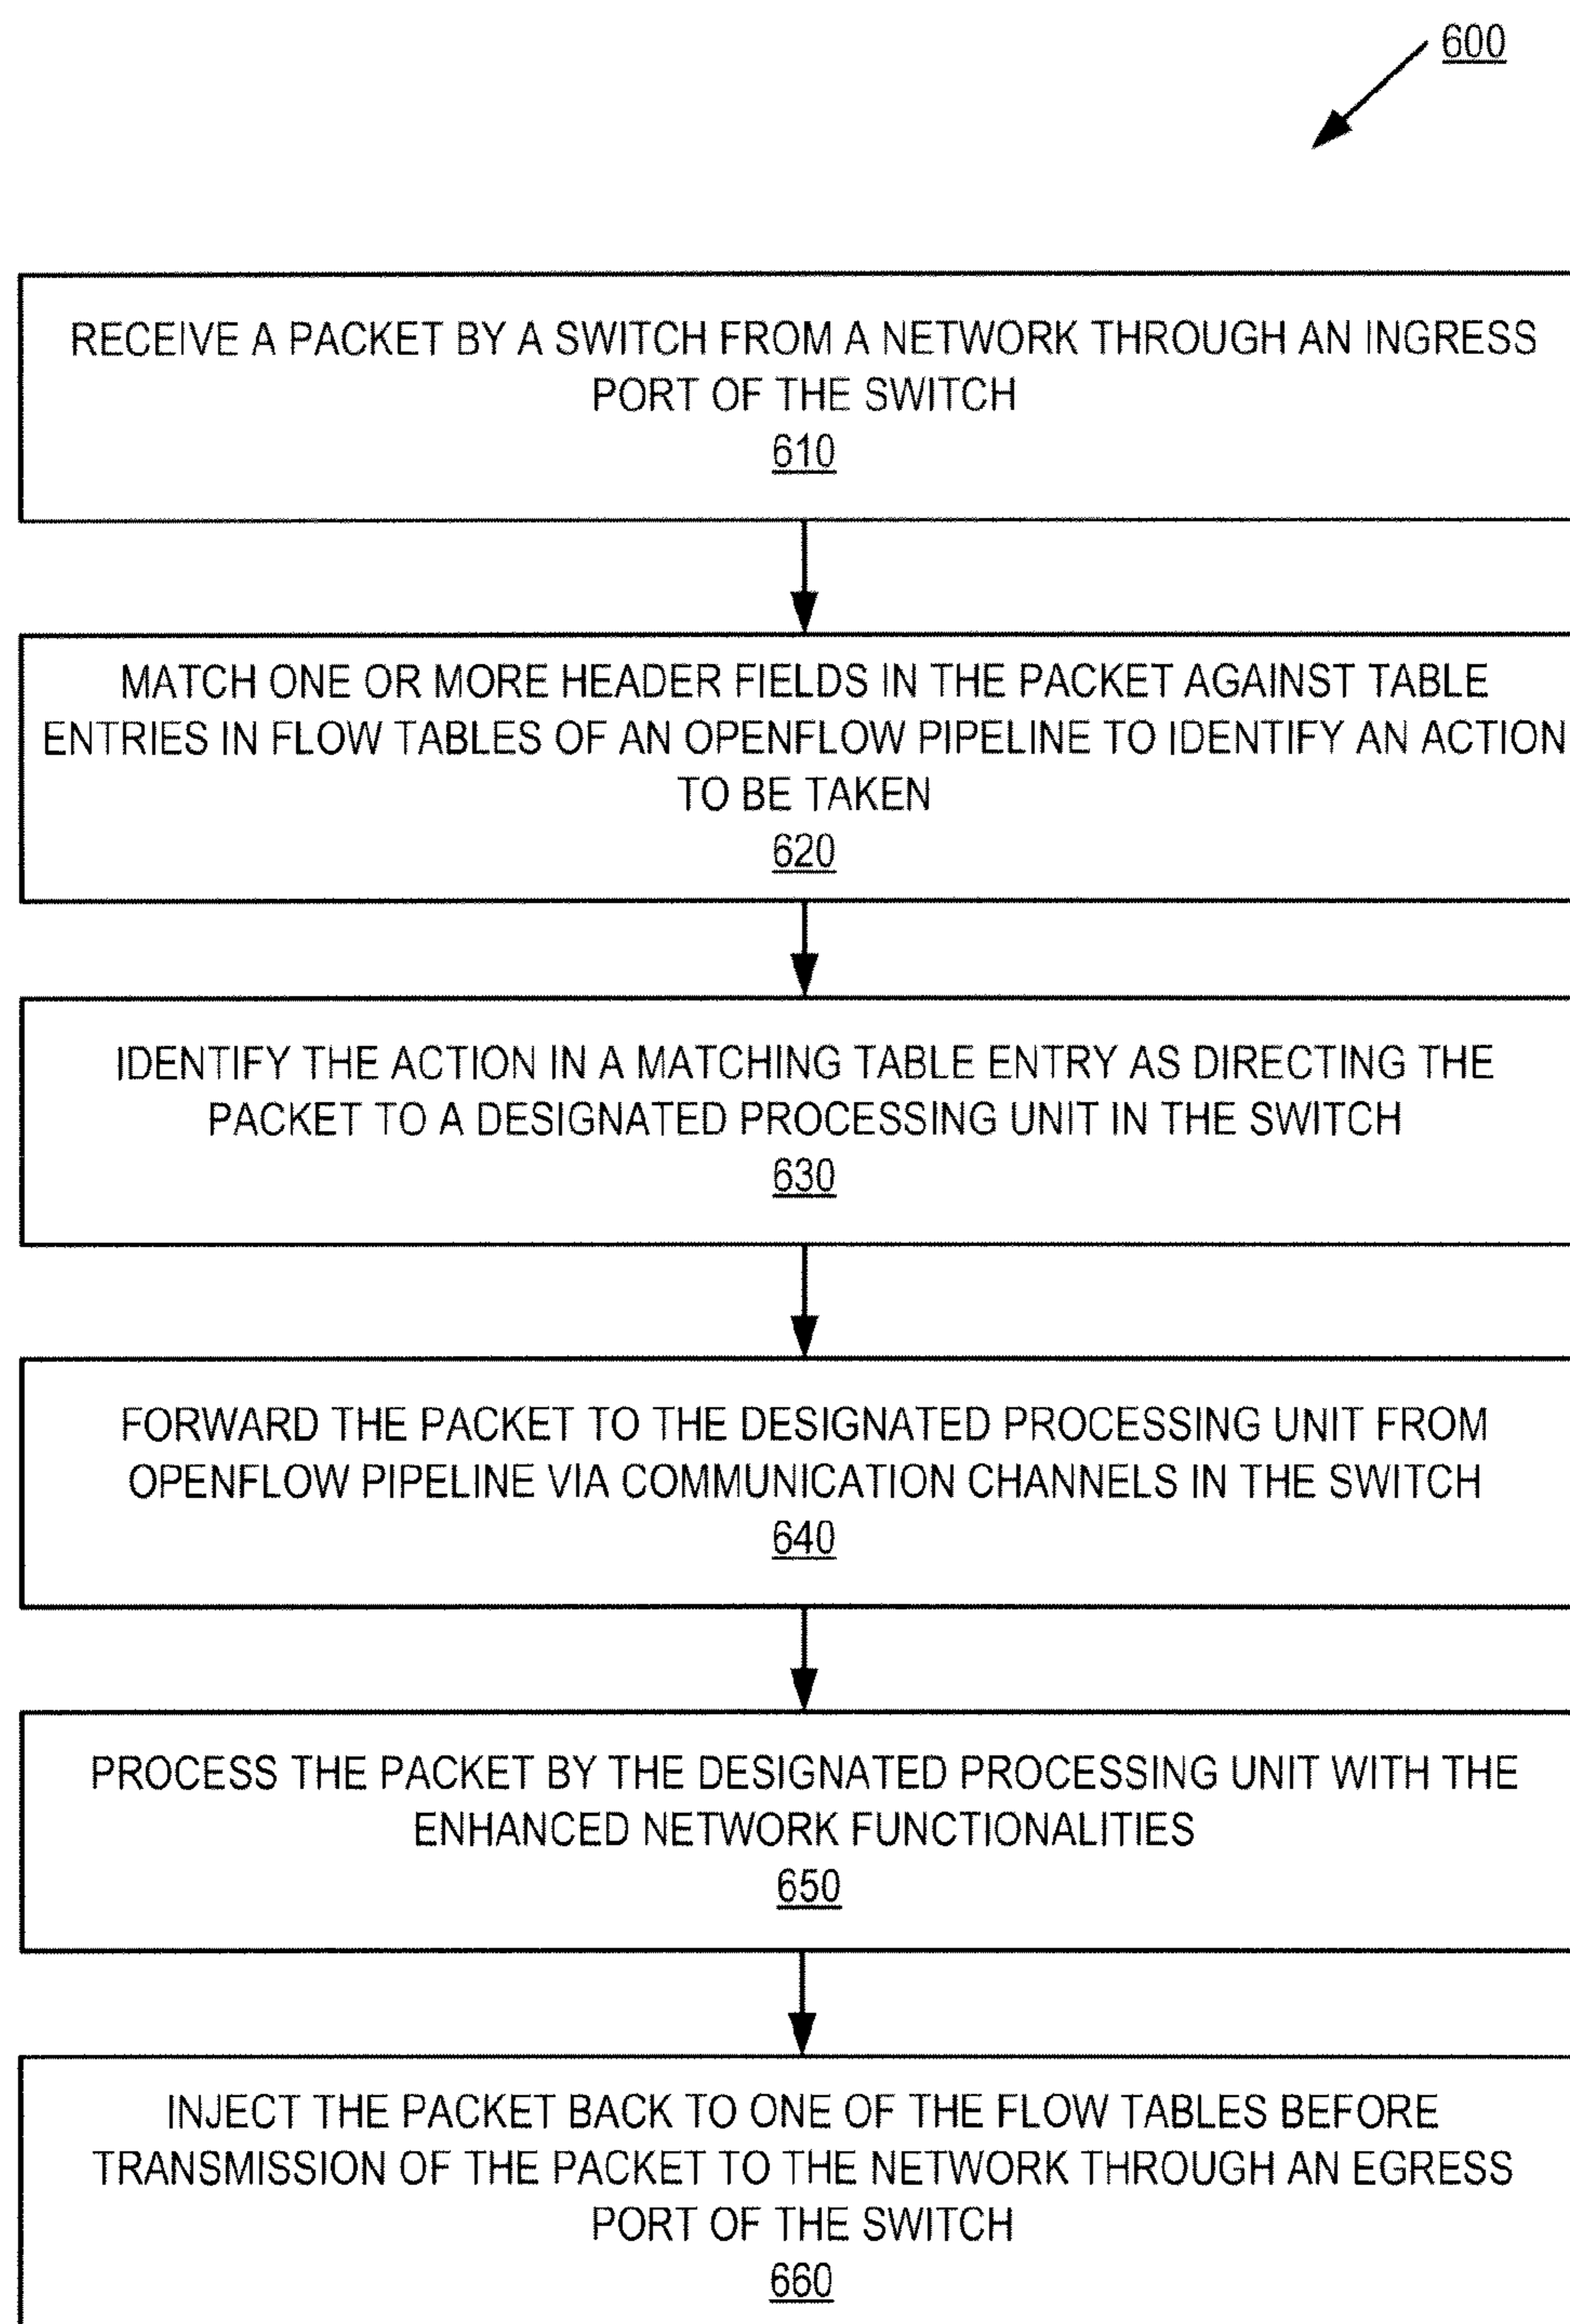 600
RECEIVE A PACKET BY A SWITCH FROM A NETWORK THROUGH AN INGRESS
PORT OF THE SWITCH
610
MATCH ONE OR MORE HEADER FIELDS IN THE PACKET AGAINST TABLE
ENTRIES IN FLOW TABLES OF AN OPENFLOW PIPELINE TO IDENTIFY AN ACTION
TO BE TAKEN
620
IDENTIFY THE ACTION IN A MATCHING TABLE ENTRY AS DIRECTING THE
PACKET TO A DESIGNATED PROCESSING UNIT IN THE SWITCH
630
FORWARD THE PACKET TO THE DESIGNATED PROCESSING UNIT FROM
OPENFLOW PIPELINE VIA COMMUNICATION CHANNELS IN THE SWITCH
640
PROCESS THE PACKET BY THE DESIGNATED PROCESSING UNIT WITH THE
ENHANCED NETWORK FUNCTIONALITIES
650
INJECT THE PACKET BACK TO ONE OF THE FLOW TABLES BEFORE
TRANSMISSION OF THE PACKET TO THE NETWORK THROUGH AN EGRESS
PORT OF THE SWITCH
660